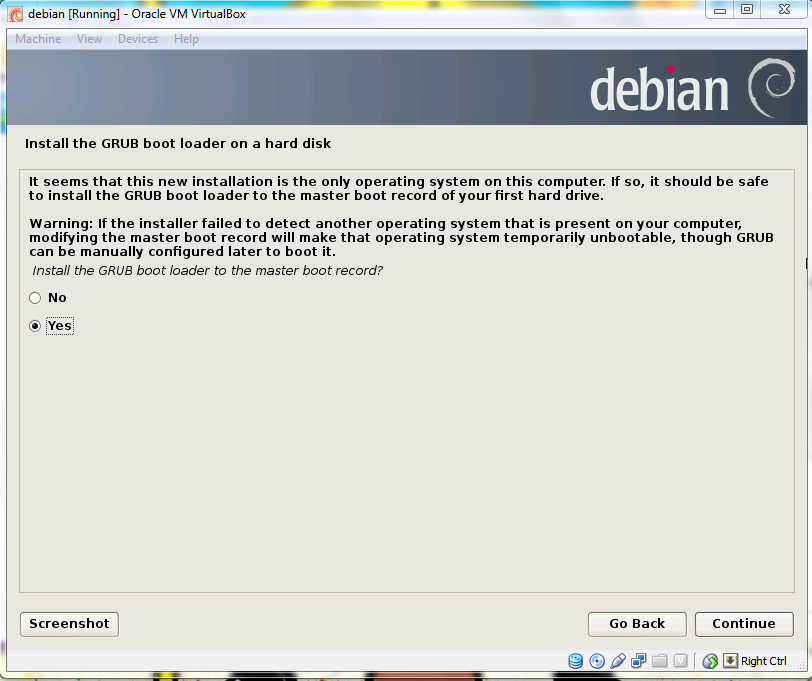 debian [Running] - Oracle VM VirtualBox
Machine View Devices Help
debian
Install the GRUB boot loader on a hard disk
It seems that this new installation is the only operating system on this computer. If so, it should be safe
to install the GRUB boot loader to the master boot record of your first hard drive.
Warning: If the installer failed to detect another operating system that is present on your computer,
modifying the master boot record will make that operating system temporarily unbootable, though GRUB
can be manually configured later to boot it.
Install the GRUB boot loader to the master boot record?
No
Yes
Screenshot Go Back Continue
Right Ctrl